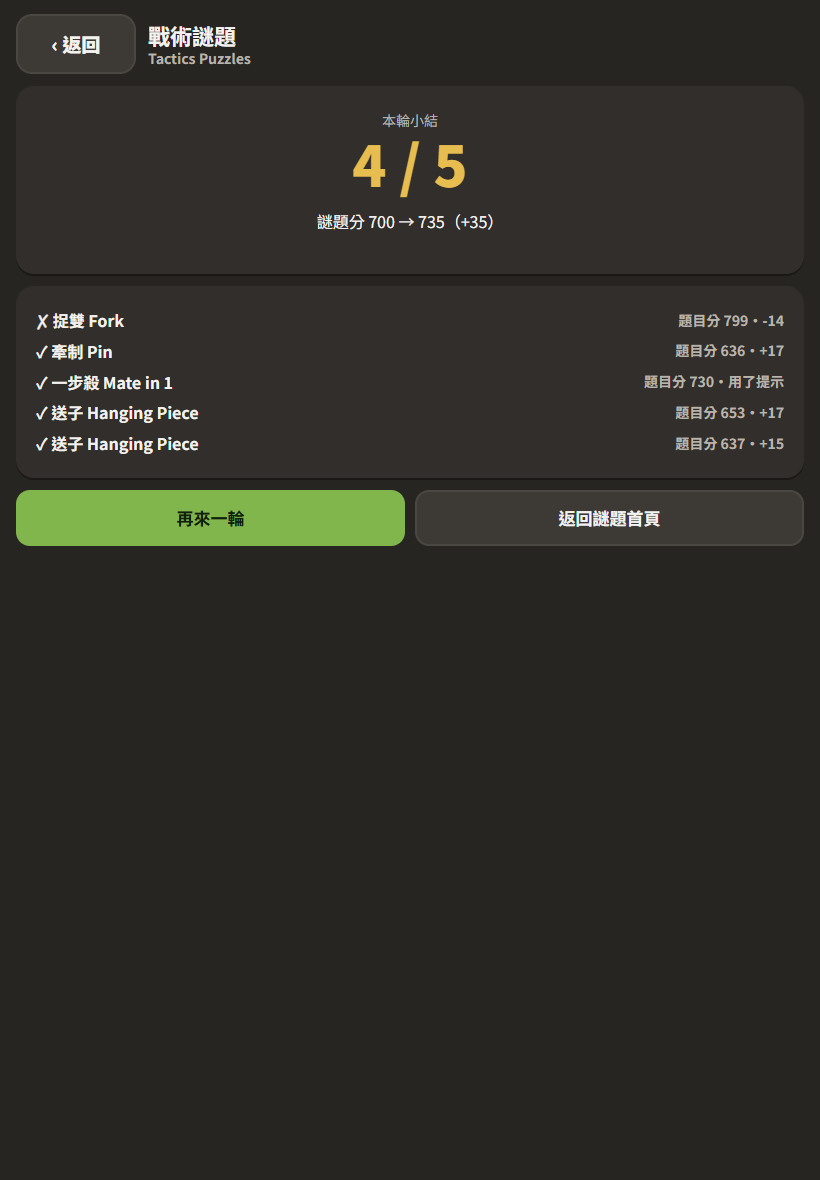 ‹ 返回
戰術謎題
Tactics Puzzles
本輪小結
4 / 5
謎題分 700 → 735（+35）
✗ 捉雙 Fork 題目分 799・-14
✓ 牽制 Pin 題目分 636・+17
✓ 一步殺 Mate in 1 題目分 730・用了提示
✓ 送子 Hanging Piece 題目分 653・+17
✓ 送子 Hanging Piece 題目分 637・+15
再來一輪
返回謎題首頁